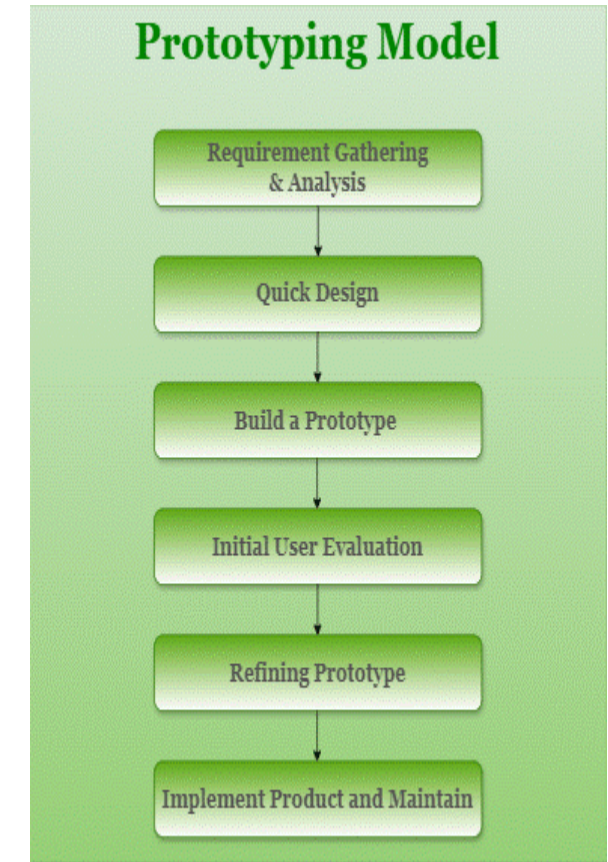 Prototyping Model
Requirement Gathering
& Analysis
Quick Design
Build a Prototype
Initial User Evaluation
Refining Prototype
Implement Product and Maintain